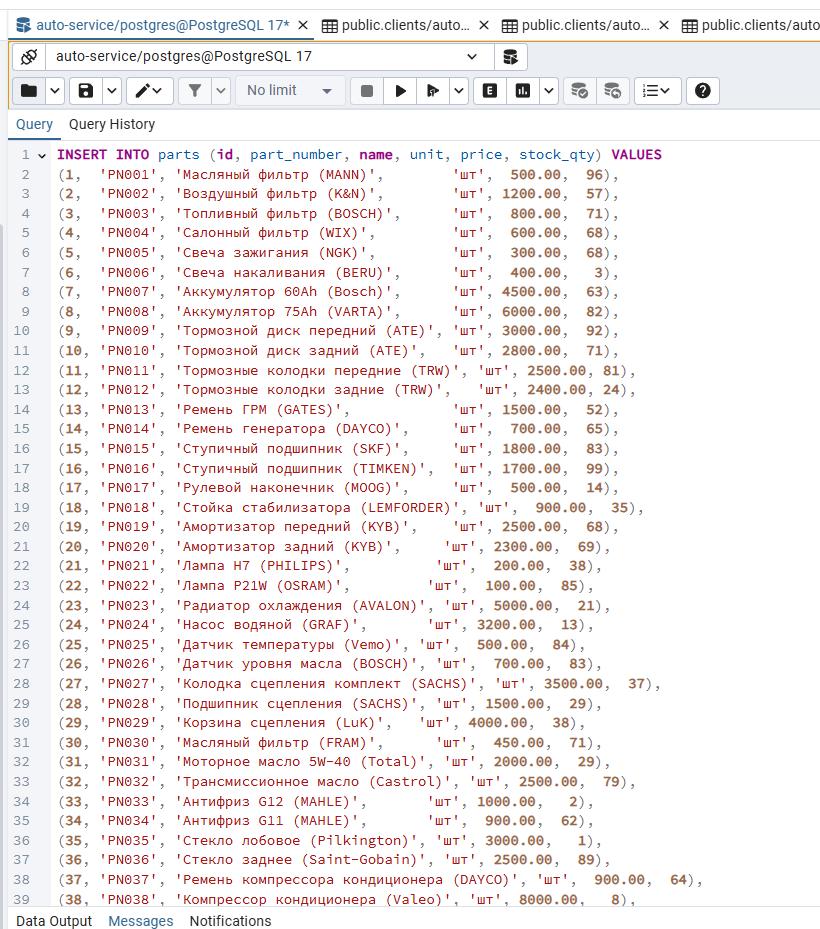 auto-service/postgres@PostgreSQL 17* public.clients/auto... public.clients/auto... public.clients/auto
auto-service/postgres@PostgreSQL 17
No limit E
Query Query History
1 INSERT INTO parts (id, part_number, name, unit, price, stock_qty) VALUES
2 (1, 'PN001', 'Масляный фильтр (MANN)', 'шт', 500.00, 96),
3 (2, 'PN002', 'Воздушный фильтр (K&N)', 'шт', 1200.00, 57),
4 (3, 'PN003', 'Топливный фильтр (BOSCH)', 'шт', 800.00, 71),
5 (4, 'PN004', 'Салонный фильтр (WIX)', 'шт', 600.00, 68),
6 (5, 'PN005', 'Свеча зажигания (NGK)', 'шт', 300.00, 68),
7 (6, 'PN006', 'Свеча накаливания (BERU)', 'шт', 400.00, 3),
8 (7, 'PN007', 'Аккумулятор 60Ah (Bosch)', 'шт', 4500.00, 63),
9 (8, 'PN008', 'Аккумулятор 75Ah (VARTA)', 'шт', 6000.00, 82),
10 (9, 'PN009', 'Тормозной диск передний (ATE)', 'шт', 3000.00, 92),
11 (10, 'PN010', 'Тормозной диск задний (ATE)', 'шт', 2800.00, 71),
12 (11, 'PN011', 'Тормозные колодки передние (TRW)', 'шт', 2500.00, 81),
13 (12, 'PN012', 'Тормозные колодки задние (TRW)', 'шт', 2400.00, 24),
14 (13, 'PN013', 'Ремень ГРМ (GATES)', 'шт', 1500.00, 52),
15 (14, 'PN014', 'Ремень генератора (DAYCO)', 'шт', 700.00, 65),
16 (15, 'PN015', 'Ступичный подшипник (SKF)', 'шт', 1800.00, 83),
17 (16, 'PN016', 'Ступичный подшипник (TIMKEN)', 'шт', 1700.00, 99),
18 (17, 'PN017', 'Рулевой наконечник (MOOG)', 'шт', 500.00, 14),
19 (18, 'PN018', 'Стойка стабилизатора (LEMFORDER)', 'шт', 900.00, 35),
20 (19, 'PN019', 'Амортизатор передний (KYB)', 'шт', 2500.00, 68),
21 (20, 'PN020', 'Амортизатор задний (KYB)', 'шт', 2300.00, 69),
22 (21, 'PN021', 'Лампа H7 (PHILIPS)', 'шт', 200.00, 38),
23 (22, 'PN022', 'Лампа P21W (OSRAM)', 'шт', 100.00, 85),
24 (23, 'PN023', 'Радиатор охлаждения (AVALON)', 'шт', 5000.00, 21),
25 (24, 'PN024', 'Насос водяной (GRAF)', 'шт', 3200.00, 13),
26 (25, 'PN025', 'Датчик температуры (Vemo)', 'шт', 500.00, 84),
27 (26, 'PN026', 'Датчик уровня масла (BOSCH)', 'шт', 700.00, 83),
28 (27, 'PN027', 'Колодка сцепления комплект (SACHS)', 'шт', 3500.00, 37),
29 (28, 'PN028', 'Подшипник сцепления (SACHS)', 'шт', 1500.00, 29),
30 (29, 'PN029', 'Корзина сцепления (LuK)', 'шт', 4000.00, 38),
31 (30, 'PN030', 'Масляный фильтр (FRAM)', 'шт', 450.00, 71),
32 (31, 'PN031', 'Моторное масло 5W-40 (Total)', 'шт', 2000.00, 29),
33 (32, 'PN032', 'Трансмиссионное масло (Castrol)', 'шт', 2500.00, 79),
34 (33, 'PN033', 'Антифриз G12 (MAHLE)', 'шт', 1000.00, 2),
35 (34, 'PN034', 'Антифриз G11 (MAHLE)', 'шт', 900.00, 62),
36 (35, 'PN035', 'Стекло лобовое (Pilkington)', 'шт', 3000.00, 1),
37 (36, 'PN036', 'Стекло заднее (Saint-Gobain)', 'шт', 2500.00, 89),
38 (37, 'PN037', 'Ремень компрессора кондиционера (DAYCO)', 'шт', 900.00, 64),
39 (38, 'PN038', 'Компрессор кондиционера (Valeo)', 'шт', 8000.00, 8),
Data Output Messages Notifications